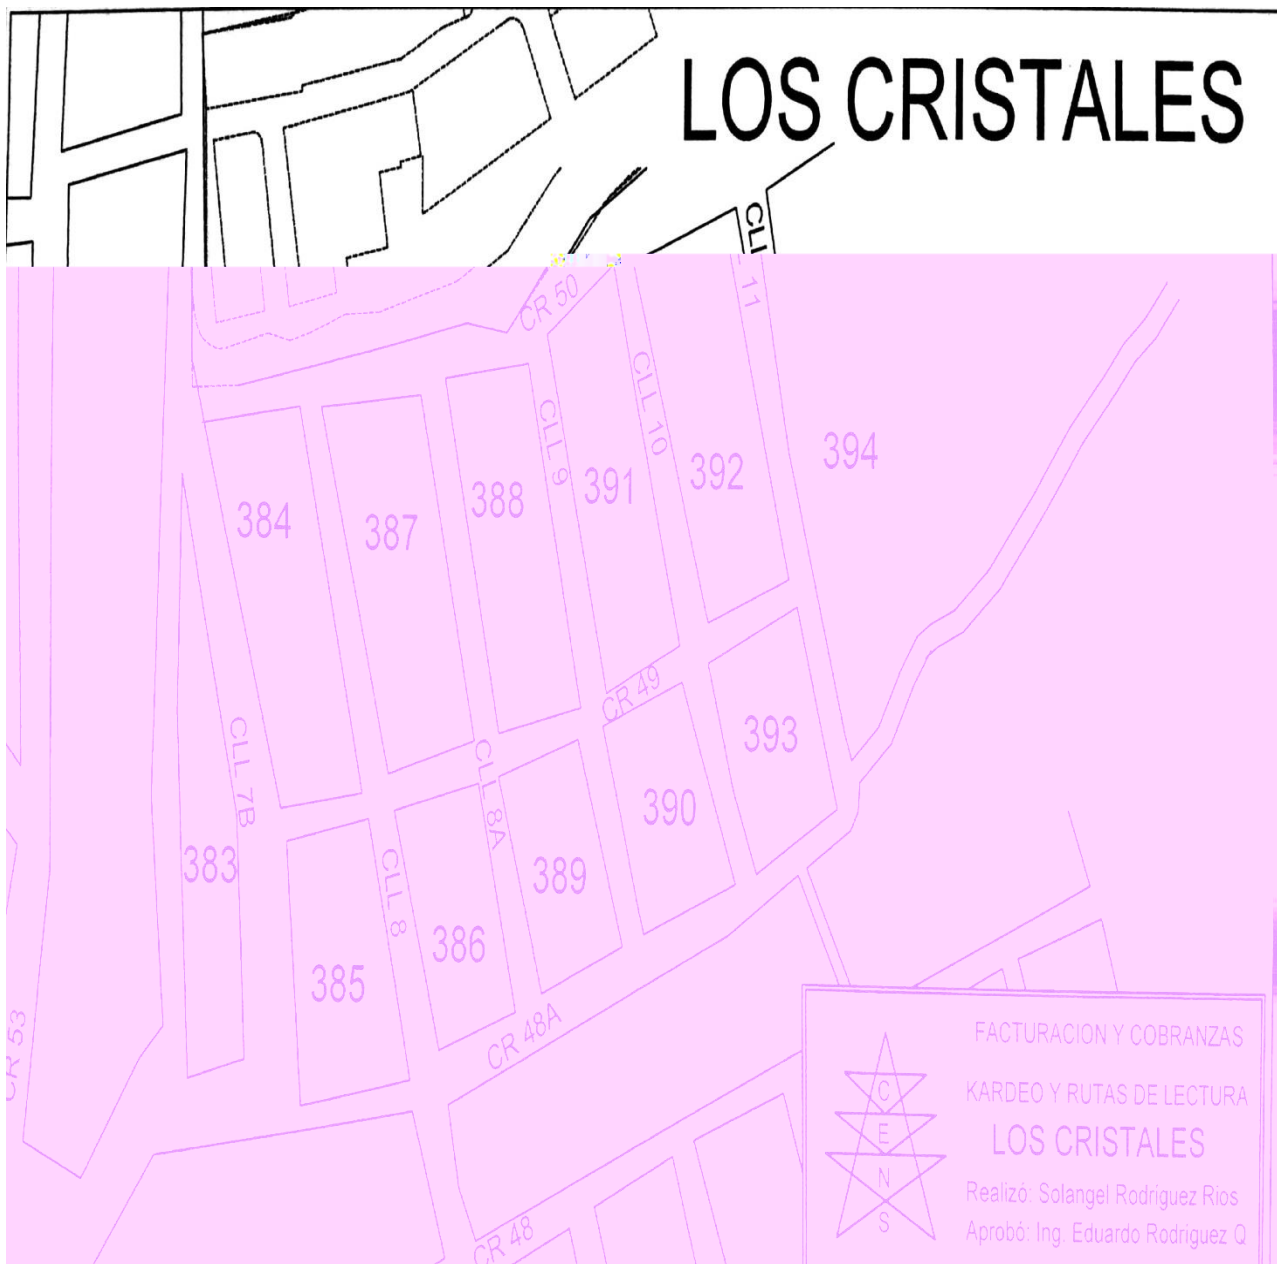 LOS CRISTALES
CLL 11
CR 50
CLL 10
CLL 9
394
392
391
388
384
387
CR 49
393
CLL 7B
CLL 8A
390
383
CLL 8
389
386
385
CR 53
CR 48A
CR 48
FACTURACION Y COBRANZAS
KARDEO Y RUTAS DE LECTURA
LOS CRISTALES
Realizó: Solangel Rodríguez Rios
Aprobó: Ing. Eduardo Rodriguez Q
C
E
N
S